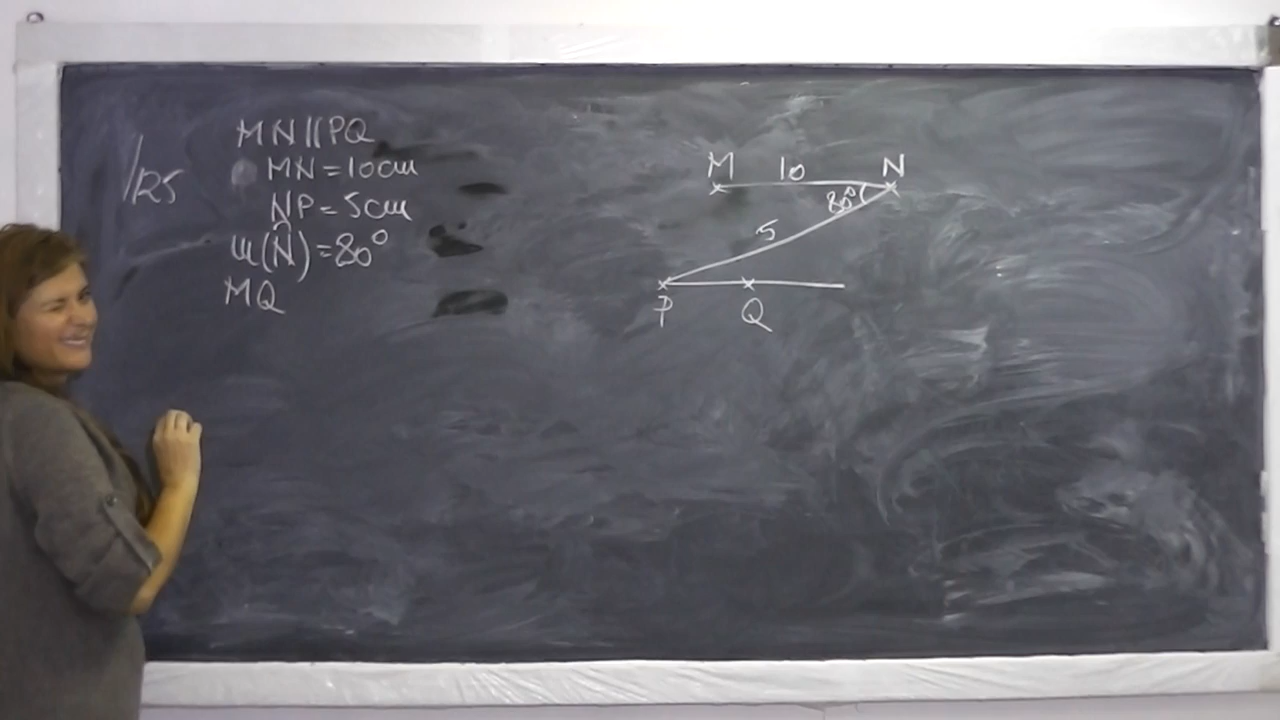 /125
MN||PQ
MN=10cm
NP=5cm
m(N̂)=80°
MQ
M 10 N
80°
5
P Q